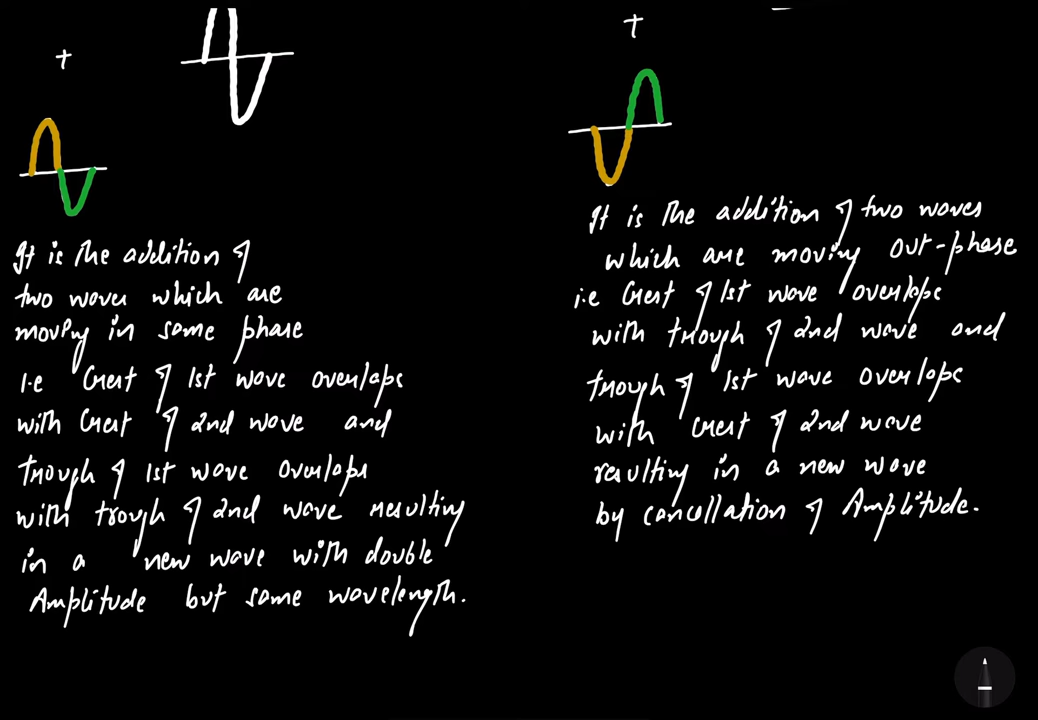 +
It is the addition of
two waves which are
moving in same phase
i.e Crest of 1st wave overlaps
with Crest of 2nd wave and
trough of 1st wave overlaps
with trough of 2nd wave resulting
in a new wave with double
Amplitude but same wavelength.
+
It is the addition of two waves
which are moving out-phase
i.e Crest of 1st wave overlaps
with trough of 2nd wave and
trough of 1st wave overlaps
with crest of 2nd wave
resulting in a new wave
by cancellation of Amplitude.